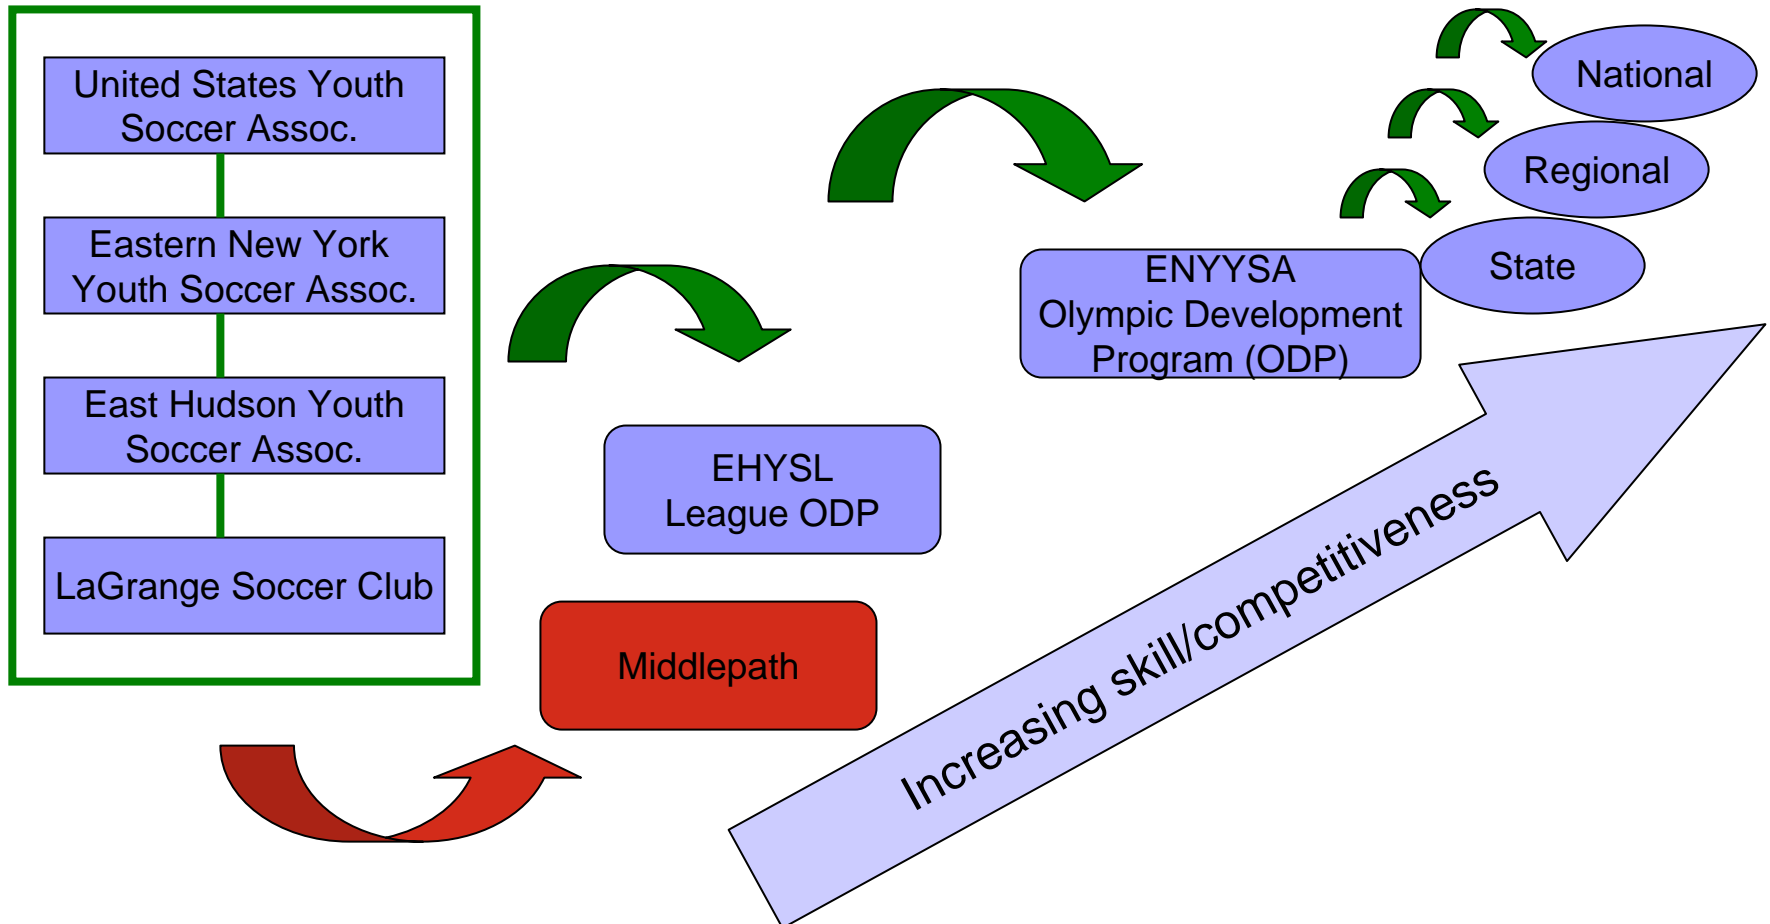 United States Youth
Soccer Assoc.
Eastern New York
Youth Soccer Assoc.
East Hudson Youth
Soccer Assoc.
LaGrange Soccer Club
EHYSL
League ODP
Middlepath
ENYYSA
Olympic Development
Program (ODP)
National
Regional
State
Increasing skill/competitiveness